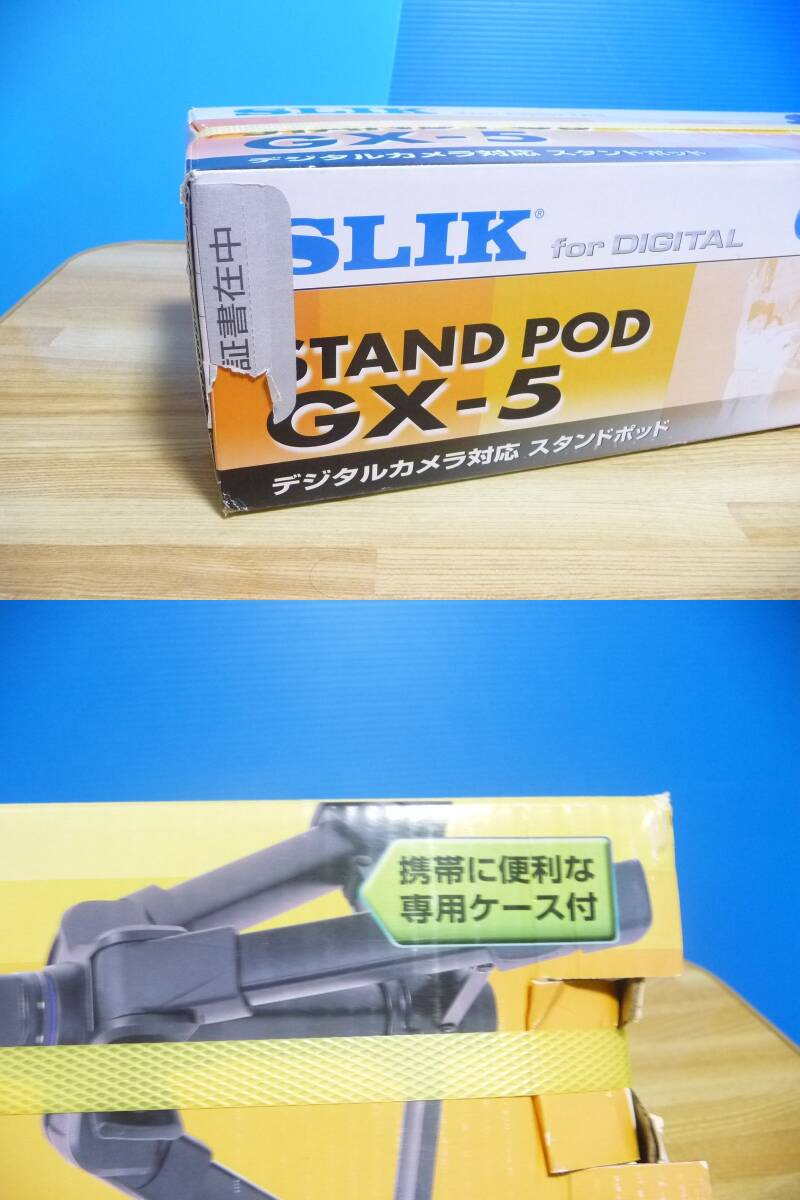 SLIK
STAND POD
GX-5
デジタルカメラ対応 スタンドポッド
SLIK® for DIGITAL
証書在中
STAND POD
GX-5
デジタルカメラ対応 スタンドポッド
携帯に便利な
専用ケース付